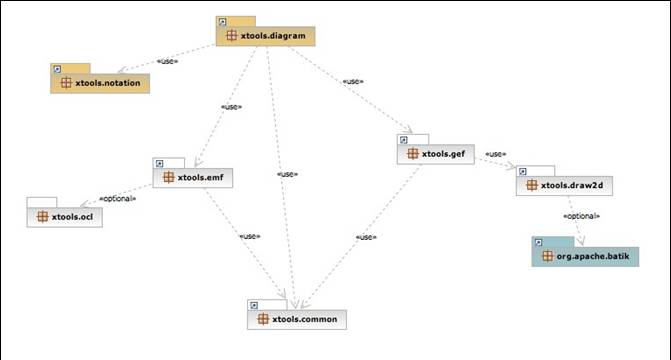 xtools.diagram
«use»
xtools.notation
«use»
«use»
xtools.gef
«use»
xtools.emf
«use»
xtools.draw2d
«optional»
xtools.ocl
«optional»
«use»
«use»
org.apache.batik
xtools.common